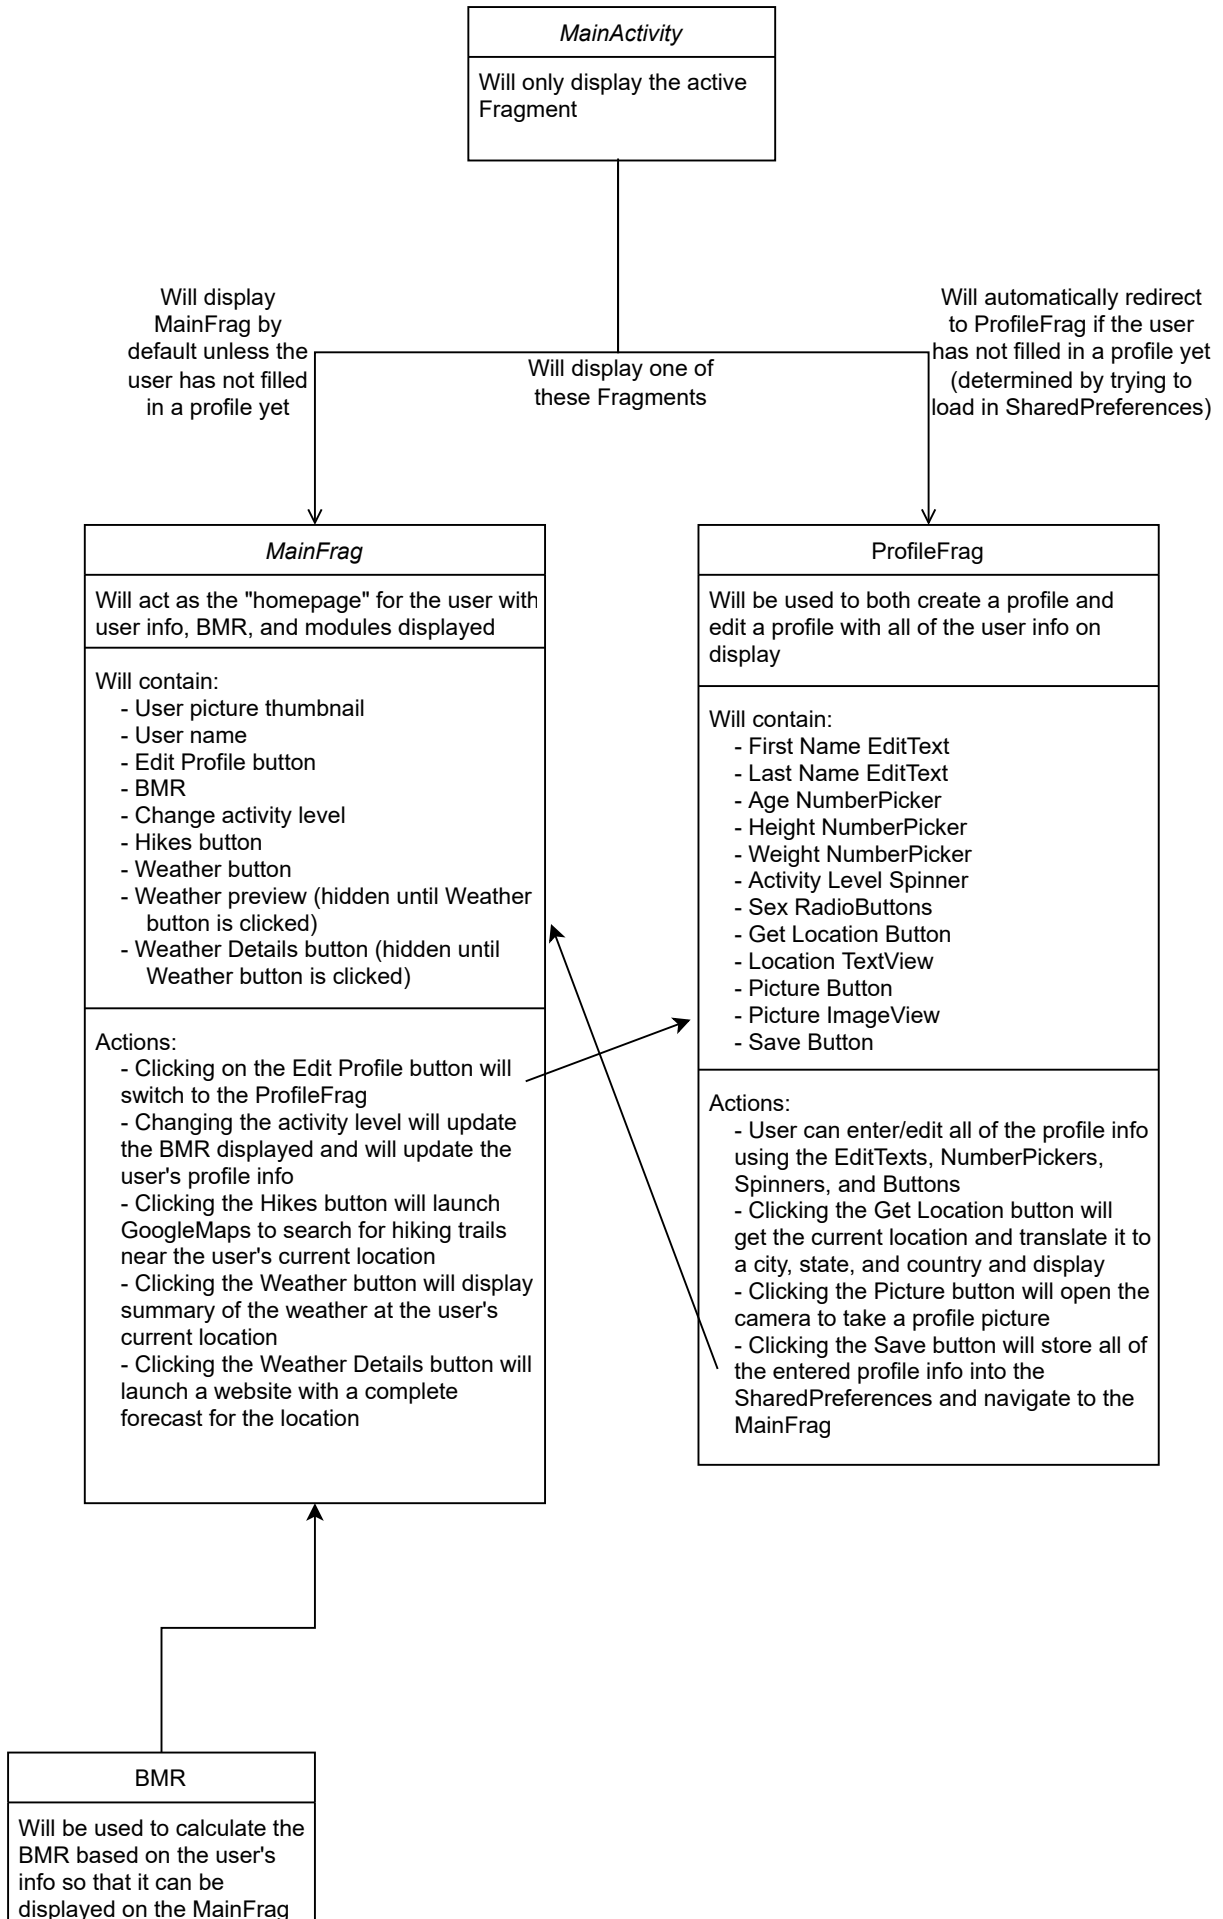 MainActivity
Will only display the active
Fragment
Will display
MainFrag by
default unless the
user has not filled
in a profile yet
Will display one of
these Fragments
Will automatically redirect
to ProfileFrag if the user
has not filled in a profile yet
(determined by trying to
load in SharedPreferences)
MainFrag
Will act as the "homepage" for the user with
user info, BMR, and modules displayed
Will contain:
- User picture thumbnail
- User name
- Edit Profile button
- BMR
- Change activity level
- Hikes button
- Weather button
- Weather preview (hidden until Weather
button is clicked)
- Weather Details button (hidden until
Weather button is clicked)
Actions:
- Clicking on the Edit Profile button will
switch to the ProfileFrag
- Changing the activity level will update
the BMR displayed and will update the
user's profile info
- Clicking the Hikes button will launch
GoogleMaps to search for hiking trails
near the user's current location
- Clicking the Weather button will display
summary of the weather at the user's
current location
- Clicking the Weather Details button will
launch a website with a complete
forecast for the location
ProfileFrag
Will be used to both create a profile and
edit a profile with all of the user info on
display
Will contain:
- First Name EditText
- Last Name EditText
- Age NumberPicker
- Height NumberPicker
- Weight NumberPicker
- Activity Level Spinner
- Sex RadioButtons
- Get Location Button
- Location TextView
- Picture Button
- Picture ImageView
- Save Button
Actions:
- User can enter/edit all of the profile info
using the EditTexts, NumberPickers,
Spinners, and Buttons
- Clicking the Get Location button will
get the current location and translate it to
a city, state, and country and display
- Clicking the Picture button will open the
camera to take a profile picture
- Clicking the Save button will store all of
the entered profile info into the
SharedPreferences and navigate to the
MainFrag
BMR
Will be used to calculate the
BMR based on the user's
info so that it can be
displayed on the MainFrag